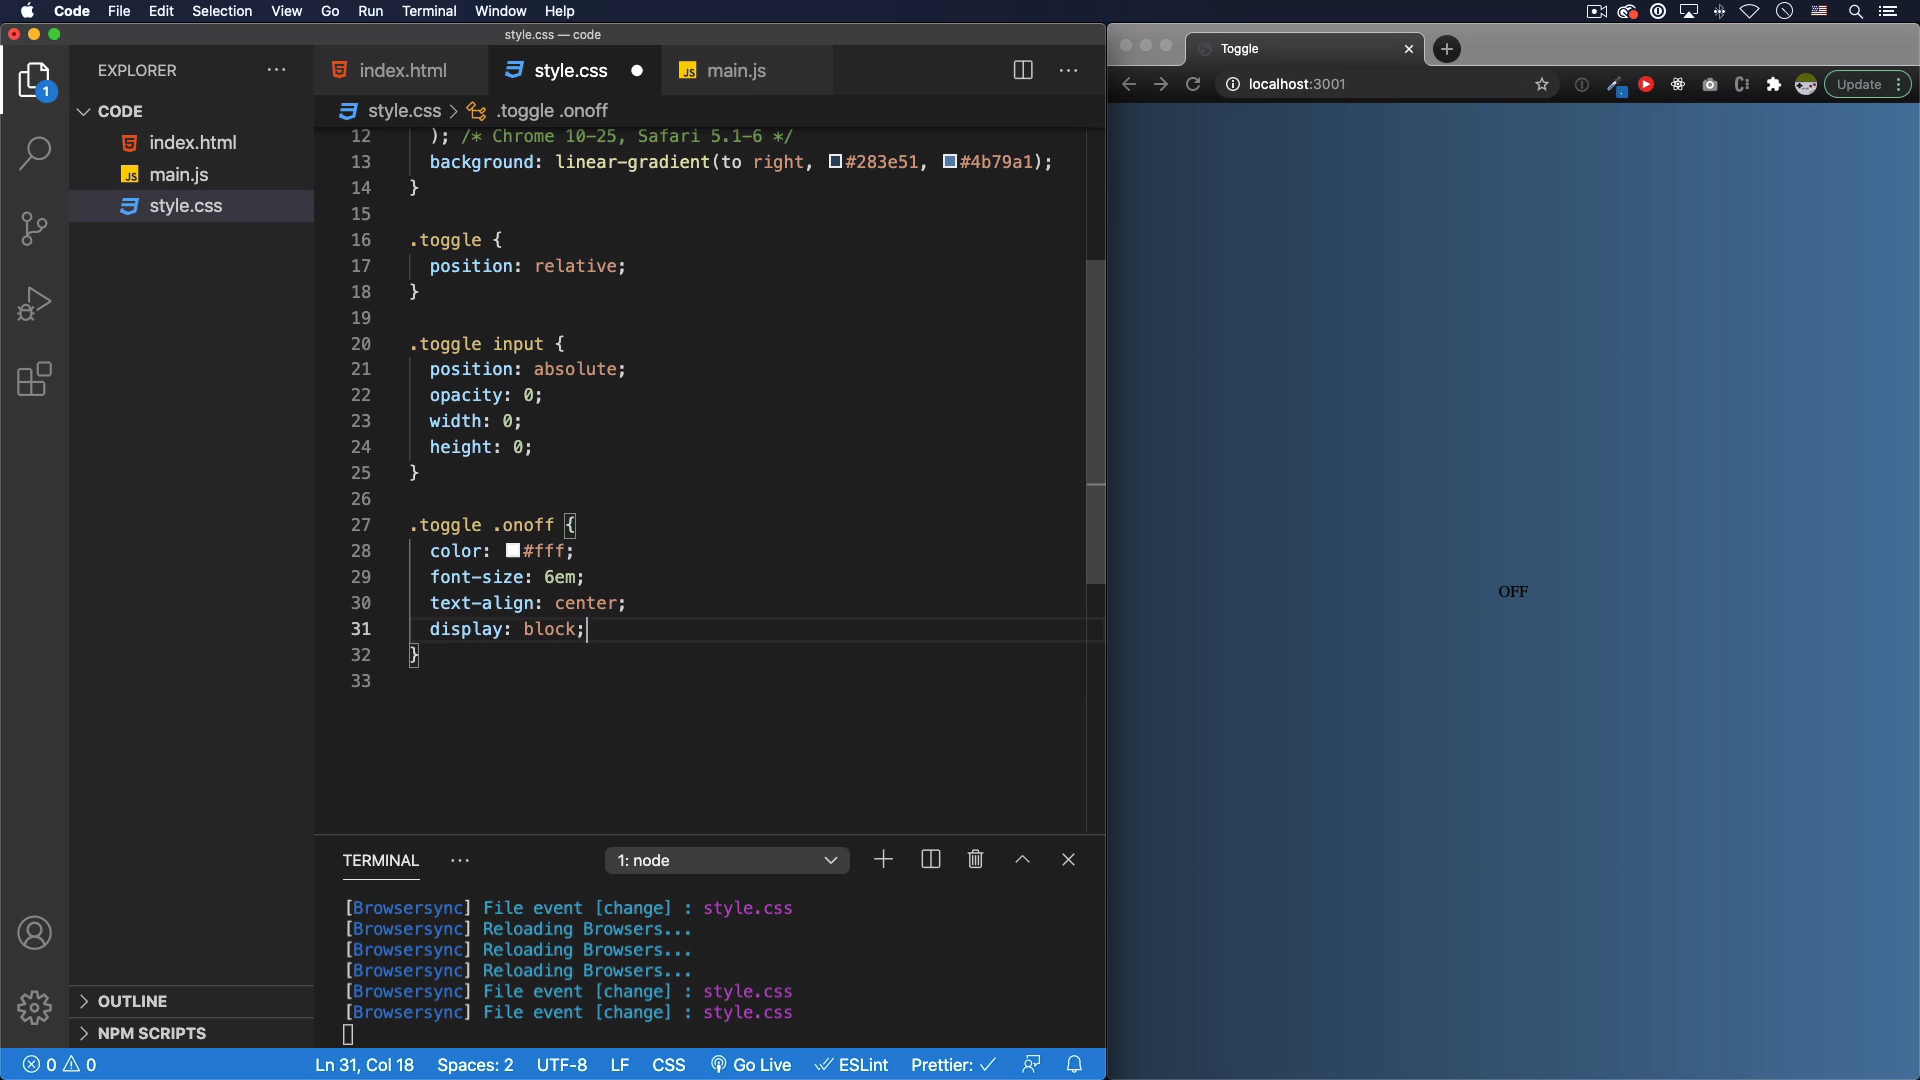 Code File Edit Selection View Go Run Terminal Window Help
style.css — code
EXPLORER
CODE
index.html
main.js
style.css
1
OUTLINE
NPM SCRIPTS
index.html style.css main.js
style.css > .toggle .onoff
12 ); /* Chrome 10-25, Safari 5.1-6 */
13 background: linear-gradient(to right, #283e51, #4b79a1);
14 }
15
16 .toggle {
17 position: relative;
18 }
19
20 .toggle input {
21 position: absolute;
22 opacity: 0;
23 width: 0;
24 height: 0;
25 }
26
27 .toggle .onoff {
28 color: #fff;
29 font-size: 6em;
30 text-align: center;
31 display: block;
32 }
33
TERMINAL 1: node
[Browsersync] File event [change] : style.css
[Browsersync] Reloading Browsers...
[Browsersync] Reloading Browsers...
[Browsersync] Reloading Browsers...
[Browsersync] File event [change] : style.css
[Browsersync] File event [change] : style.css
0 0 Ln 31, Col 18 Spaces: 2 UTF-8 LF CSS Go Live ESLint Prettier:
Toggle
localhost:3001 Update
OFF